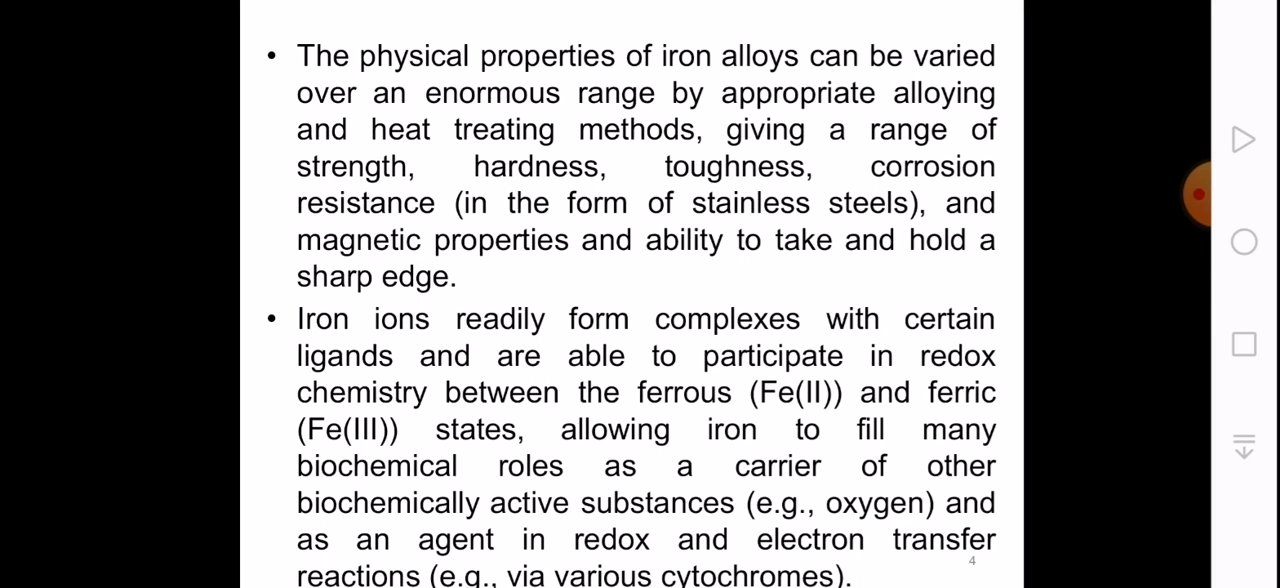 • The physical properties of iron alloys can be varied
over an enormous range by appropriate alloying
and heat treating methods, giving a range of
strength, hardness, toughness, corrosion
resistance (in the form of stainless steels), and
magnetic properties and ability to take and hold a
sharp edge.
• Iron ions readily form complexes with certain
ligands and are able to participate in redox
chemistry between the ferrous (Fe(II)) and ferric
(Fe(III)) states, allowing iron to fill many
biochemical roles as a carrier of other
biochemically active substances (e.g., oxygen) and
as an agent in redox and electron transfer
reactions (e.g., via various cytochromes).
4